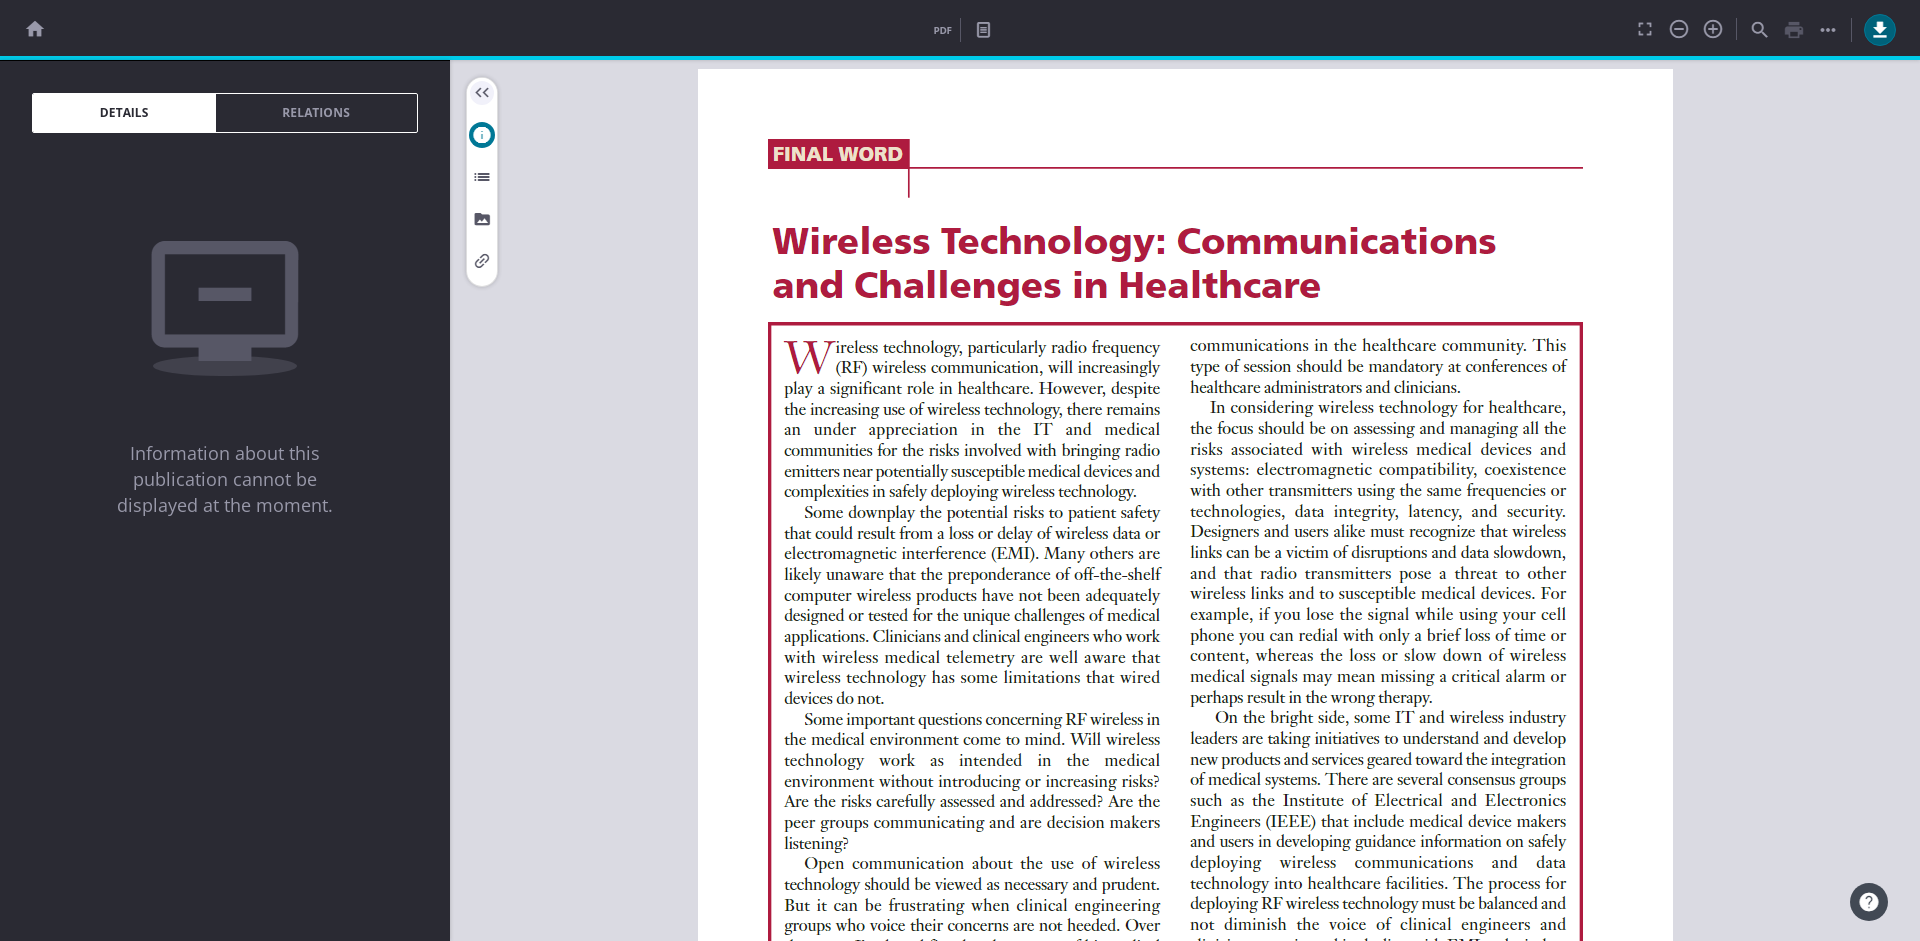 PDF
DETAILS
RELATIONS
Information about this
publication cannot be
displayed at the moment.
FINAL WORD
Wireless Technology: Communications
and Challenges in Healthcare
Wireless technology, particularly radio frequency
(RF) wireless communication, will increasingly
play a significant role in healthcare. However, despite
the increasing use of wireless technology, there remains
an under appreciation in the IT and medical
communities for the risks involved with bringing radio
emitters near potentially susceptible medical devices and
complexities in safely deploying wireless technology.
Some downplay the potential risks to patient safety
that could result from a loss or delay of wireless data or
electromagnetic interference (EMI). Many others are
likely unaware that the preponderance of off-the-shelf
computer wireless products have not been adequately
designed or tested for the unique challenges of medical
applications. Clinicians and clinical engineers who work
with wireless medical telemetry are well aware that
wireless technology has some limitations that wired
devices do not.
Some important questions concerning RF wireless in
the medical environment come to mind. Will wireless
technology work as intended in the medical
environment without introducing or increasing risks?
Are the risks carefully assessed and addressed? Are the
peer groups communicating and are decision makers
listening?
Open communication about the use of wireless
technology should be viewed as necessary and prudent.
But it can be frustrating when clinical engineering
groups who voice their concerns are not heeded. Over
communications in the healthcare community. This
type of session should be mandatory at conferences of
healthcare administrators and clinicians.
In considering wireless technology for healthcare,
the focus should be on assessing and managing all the
risks associated with wireless medical devices and
systems: electromagnetic compatibility, coexistence
with other transmitters using the same frequencies or
technologies, data integrity, latency, and security.
Designers and users alike must recognize that wireless
links can be a victim of disruptions and data slowdown,
and that radio transmitters pose a threat to other
wireless links and to susceptible medical devices. For
example, if you lose the signal while using your cell
phone you can redial with only a brief loss of time or
content, whereas the loss or slow down of wireless
medical signals may mean missing a critical alarm or
perhaps result in the wrong therapy.
On the bright side, some IT and wireless industry
leaders are taking initiatives to understand and develop
new products and services geared toward the integration
of medical systems. There are several consensus groups
such as the Institute of Electrical and Electronics
Engineers (IEEE) that include medical device makers
and users in developing guidance information on safely
deploying wireless communications and data
technology into healthcare facilities. The process for
deploying RF wireless technology must be balanced and
not diminish the voice of clinical engineers and